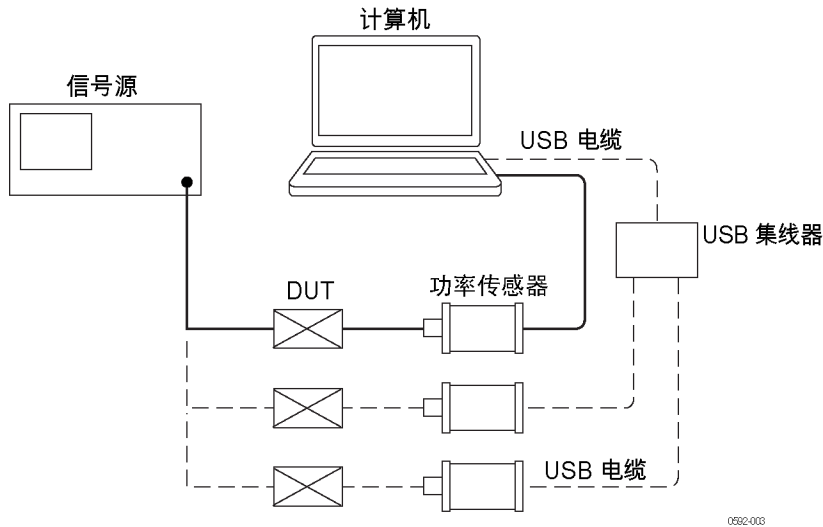 计算机
信号源
USB 电缆
USB 集线器
DUT
功率传感器
USB 电缆
0592-003